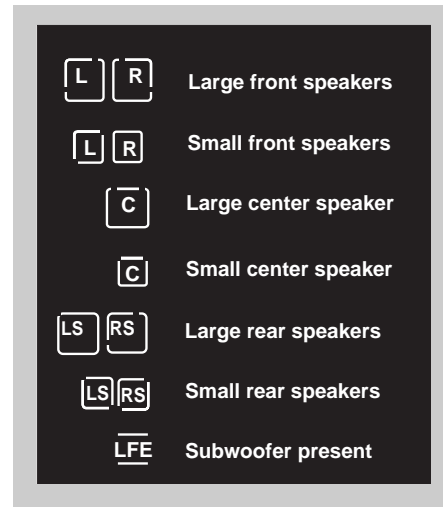 L R Large front speakers
L R Small front speakers
C Large center speaker
C Small center speaker
LS RS Large rear speakers
LS RS Small rear speakers
LFE Subwoofer present